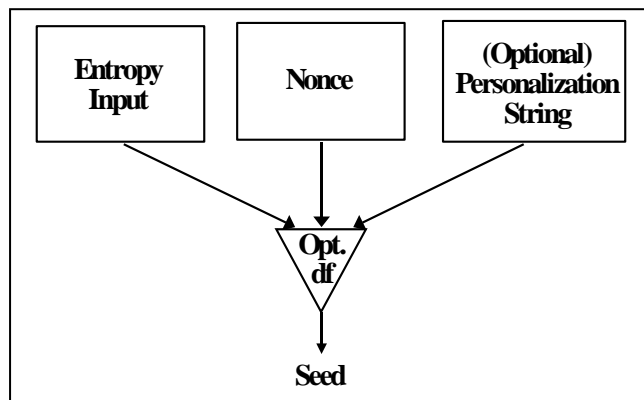 Entropy
Input
Nonce
(Optional)
Personalization
String
Opt.
df
Seed